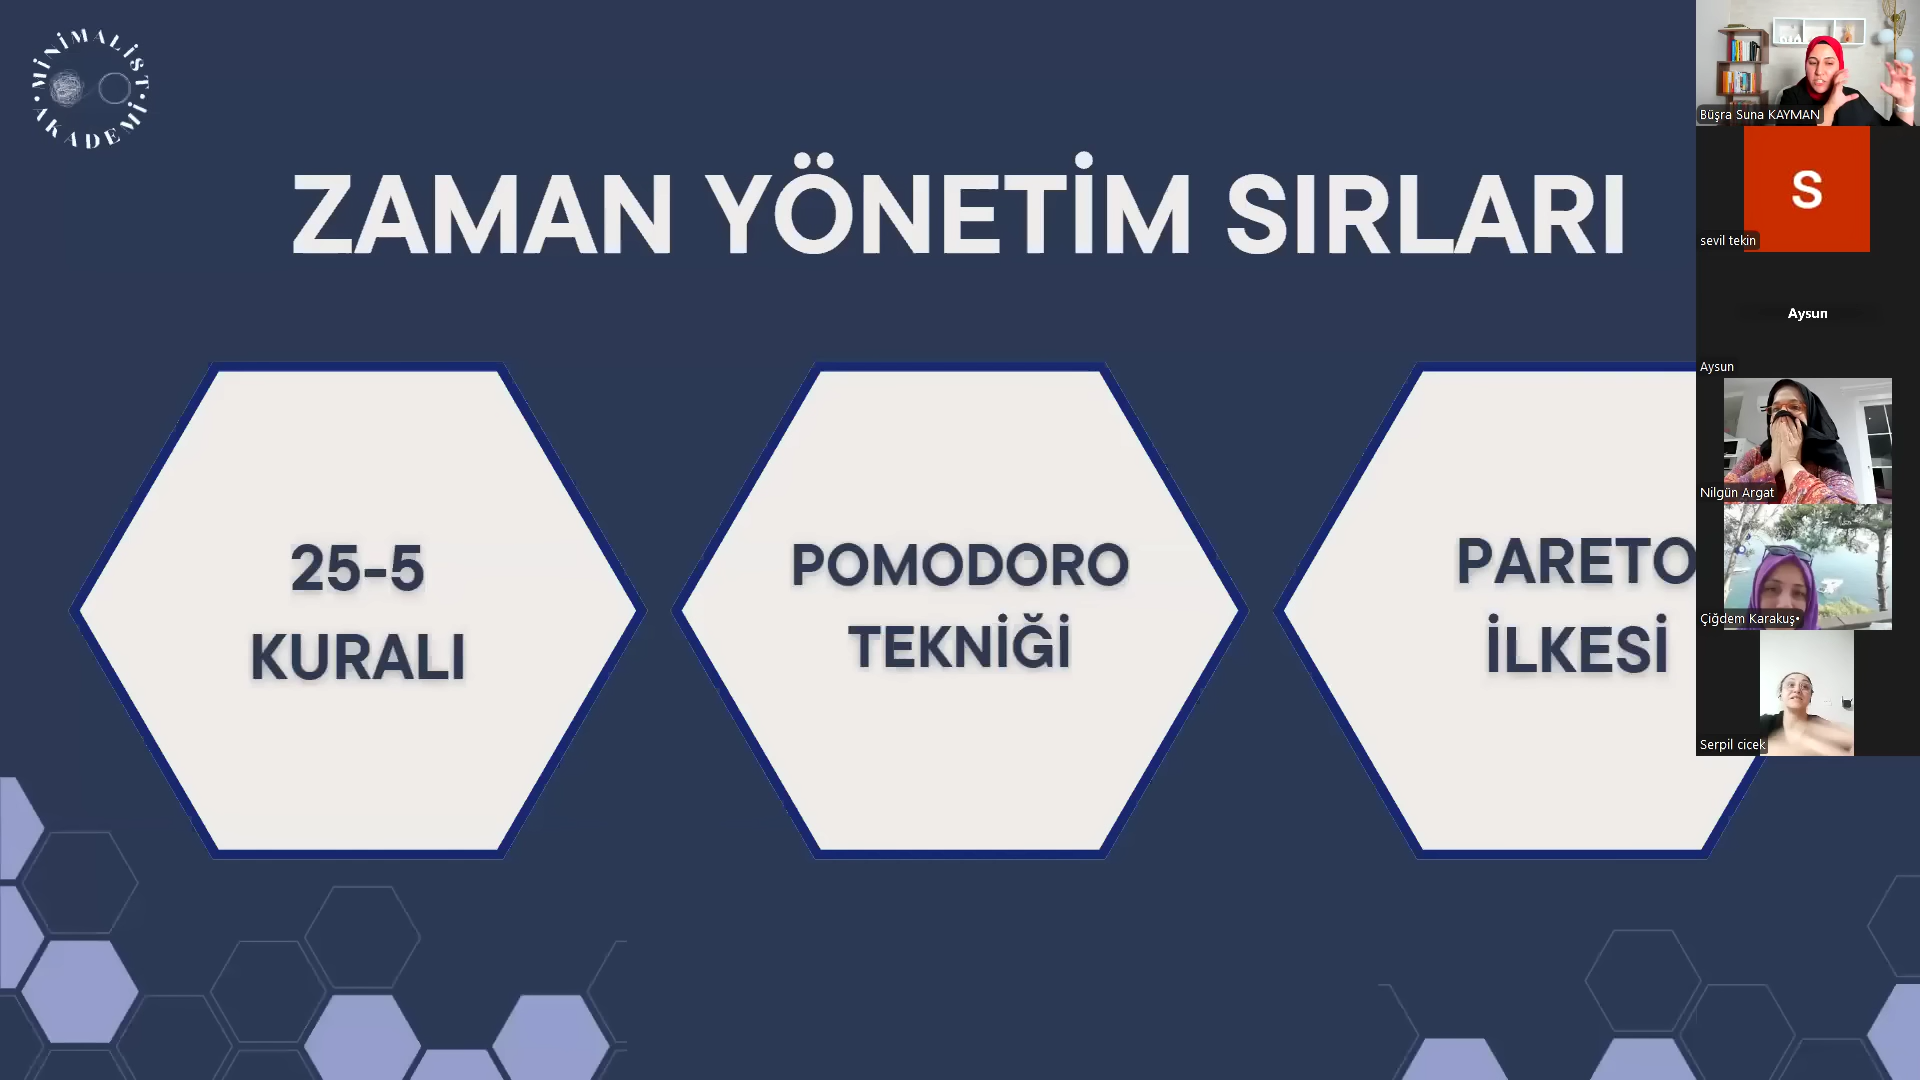 MİNİMALİST
AKADEMİ
ZAMAN YÖNETİM SIRLARI
25-5
KURALI
POMODORO
TEKNİĞİ
PARETO
İLKESİ
Büşra Suna KAYMAN
S
sevil tekin
Aysun
Aysun
Nilgün Argat
Çiğdem Karakuş•
Serpil cicek